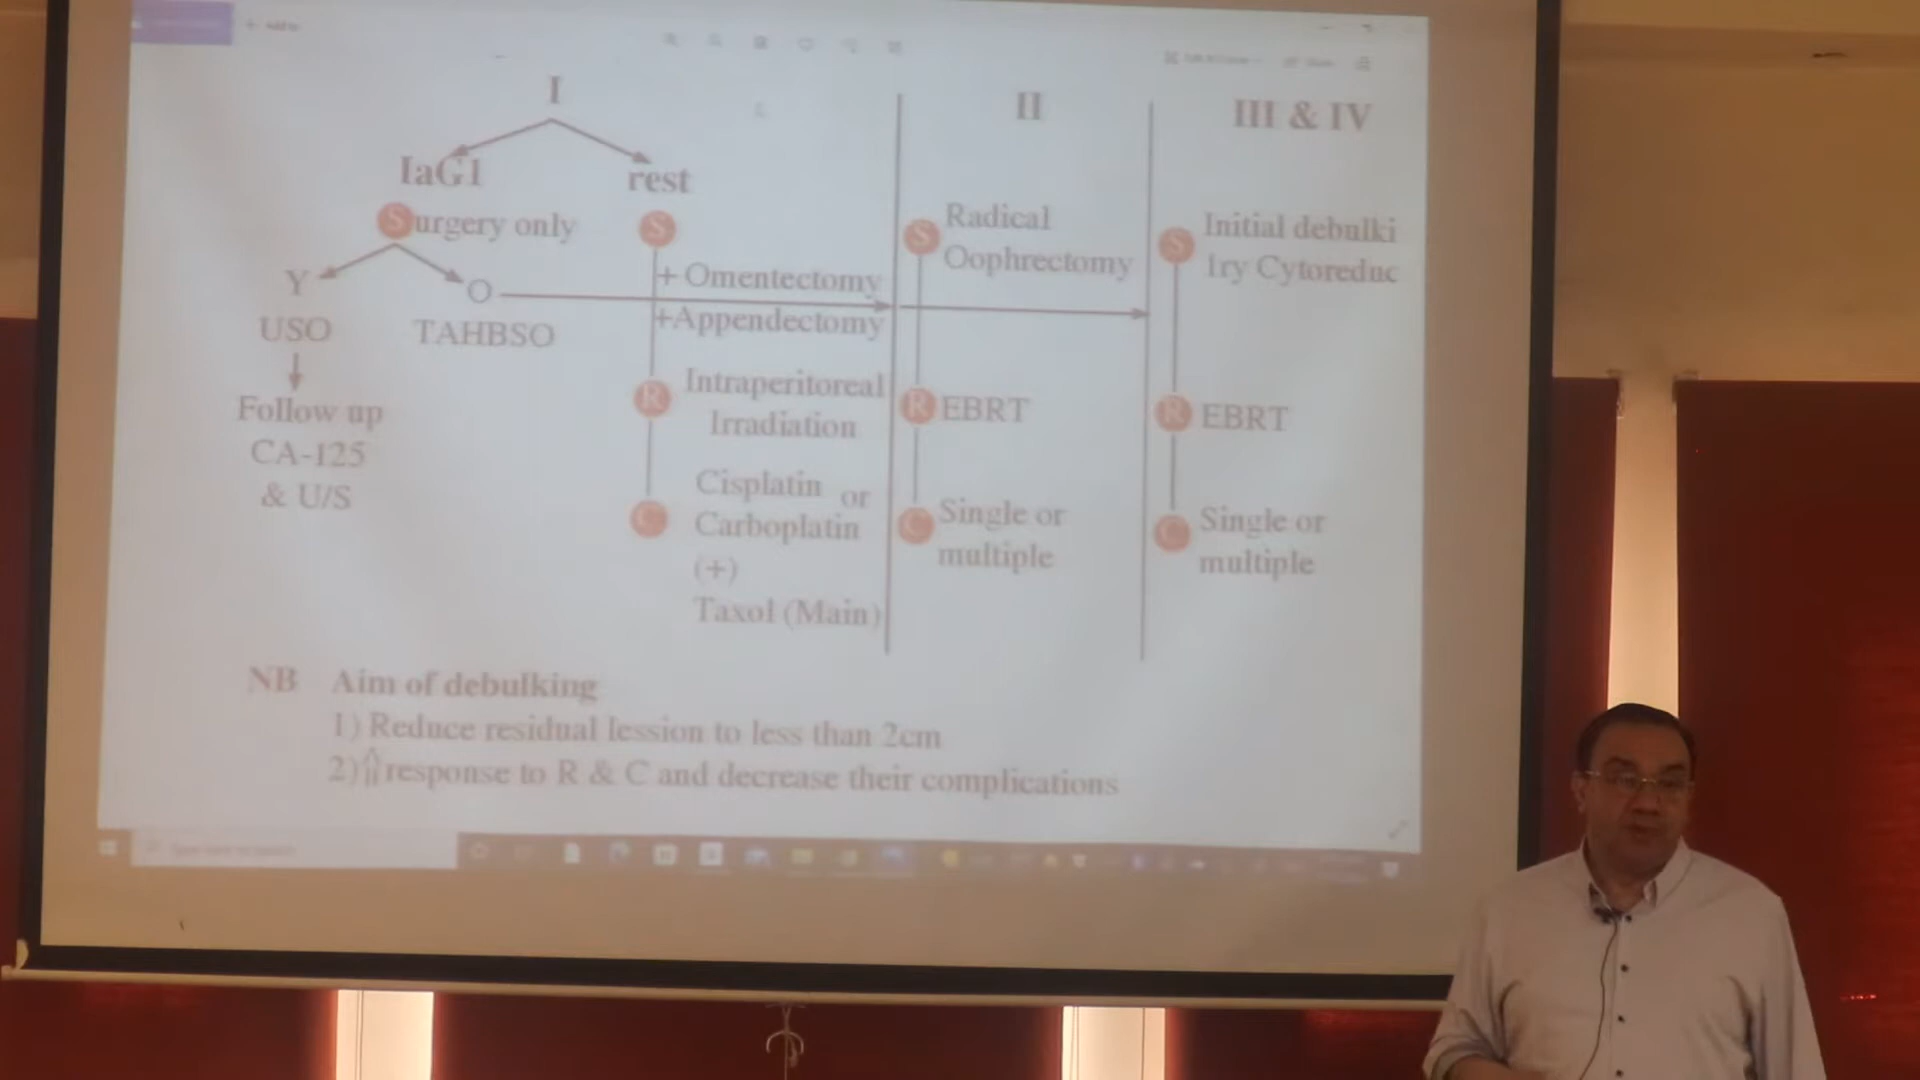 I
IaG1
rest
Surgery only
S
Y
O
+ Omentectomy
+Appendectomy
USO
TAHBSO
Follow up
CA-125
& U/S
R
Intraperitoreal
Irradiation
C
Cisplatin or
Carboplatin
(+)
Taxol (Main)
II
S
Radical
Oophrectomy
R EBRT
C
Single or
multiple
III & IV
S
Initial debulki
1ry Cytoreduc
R EBRT
C
Single or
multiple
NB Aim of debulking
1) Reduce residual lession to less than 2cm
2) ⇑ response to R & C and decrease their complications